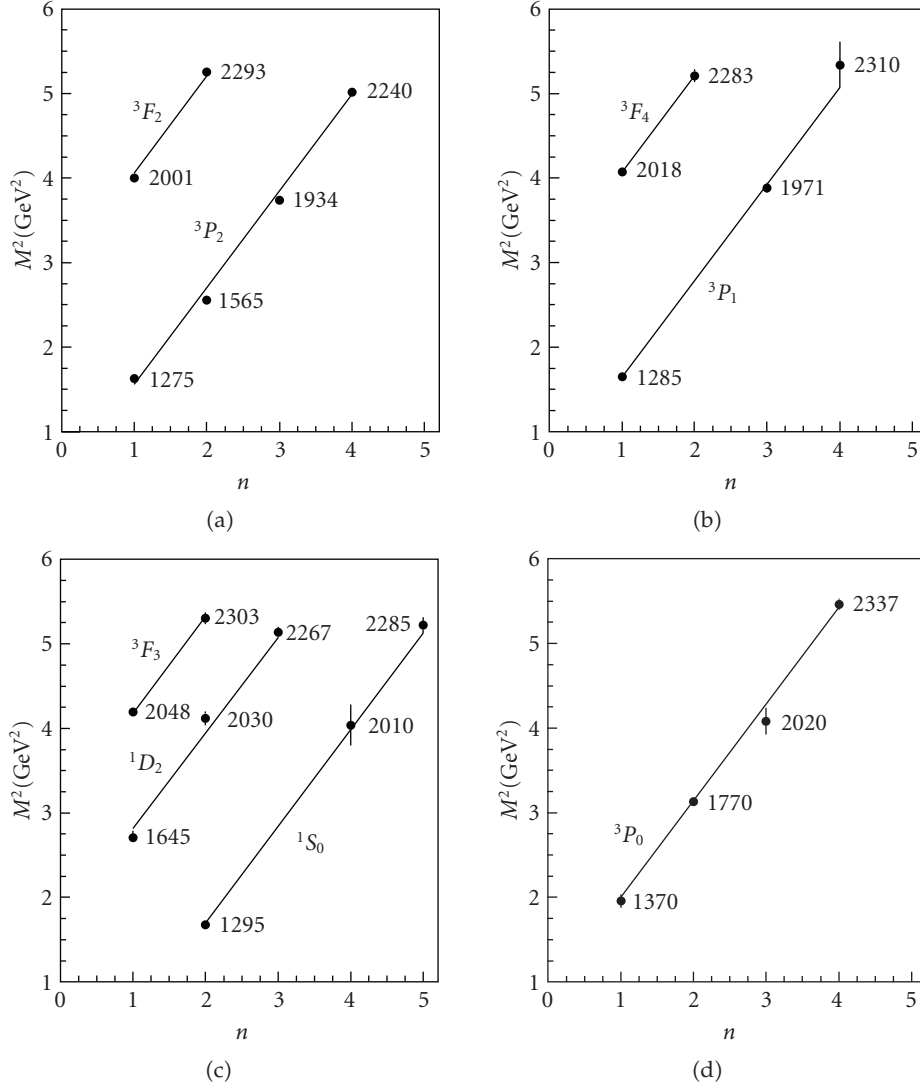 6
5
4
3
2
1
M²(GeV²)
2293
2240
³F₂
2001
1934
³P₂
1565
1275
0 1 2 3 4 5
n
(a)
6
5
4
3
2
1
M²(GeV²)
2310
2283
³F₄
2018
1971
³P₁
1285
0 1 2 3 4 5
n
(b)
6
5
4
3
2
1
M²(GeV²)
2303
2285
2267
³F₃
2048
2030
2010
¹D₂
1645
¹S₀
1295
0 1 2 3 4 5
n
(c)
6
5
4
3
2
1
M²(GeV²)
2337
2020
1770
³P₀
1370
0 1 2 3 4 5
n
(d)